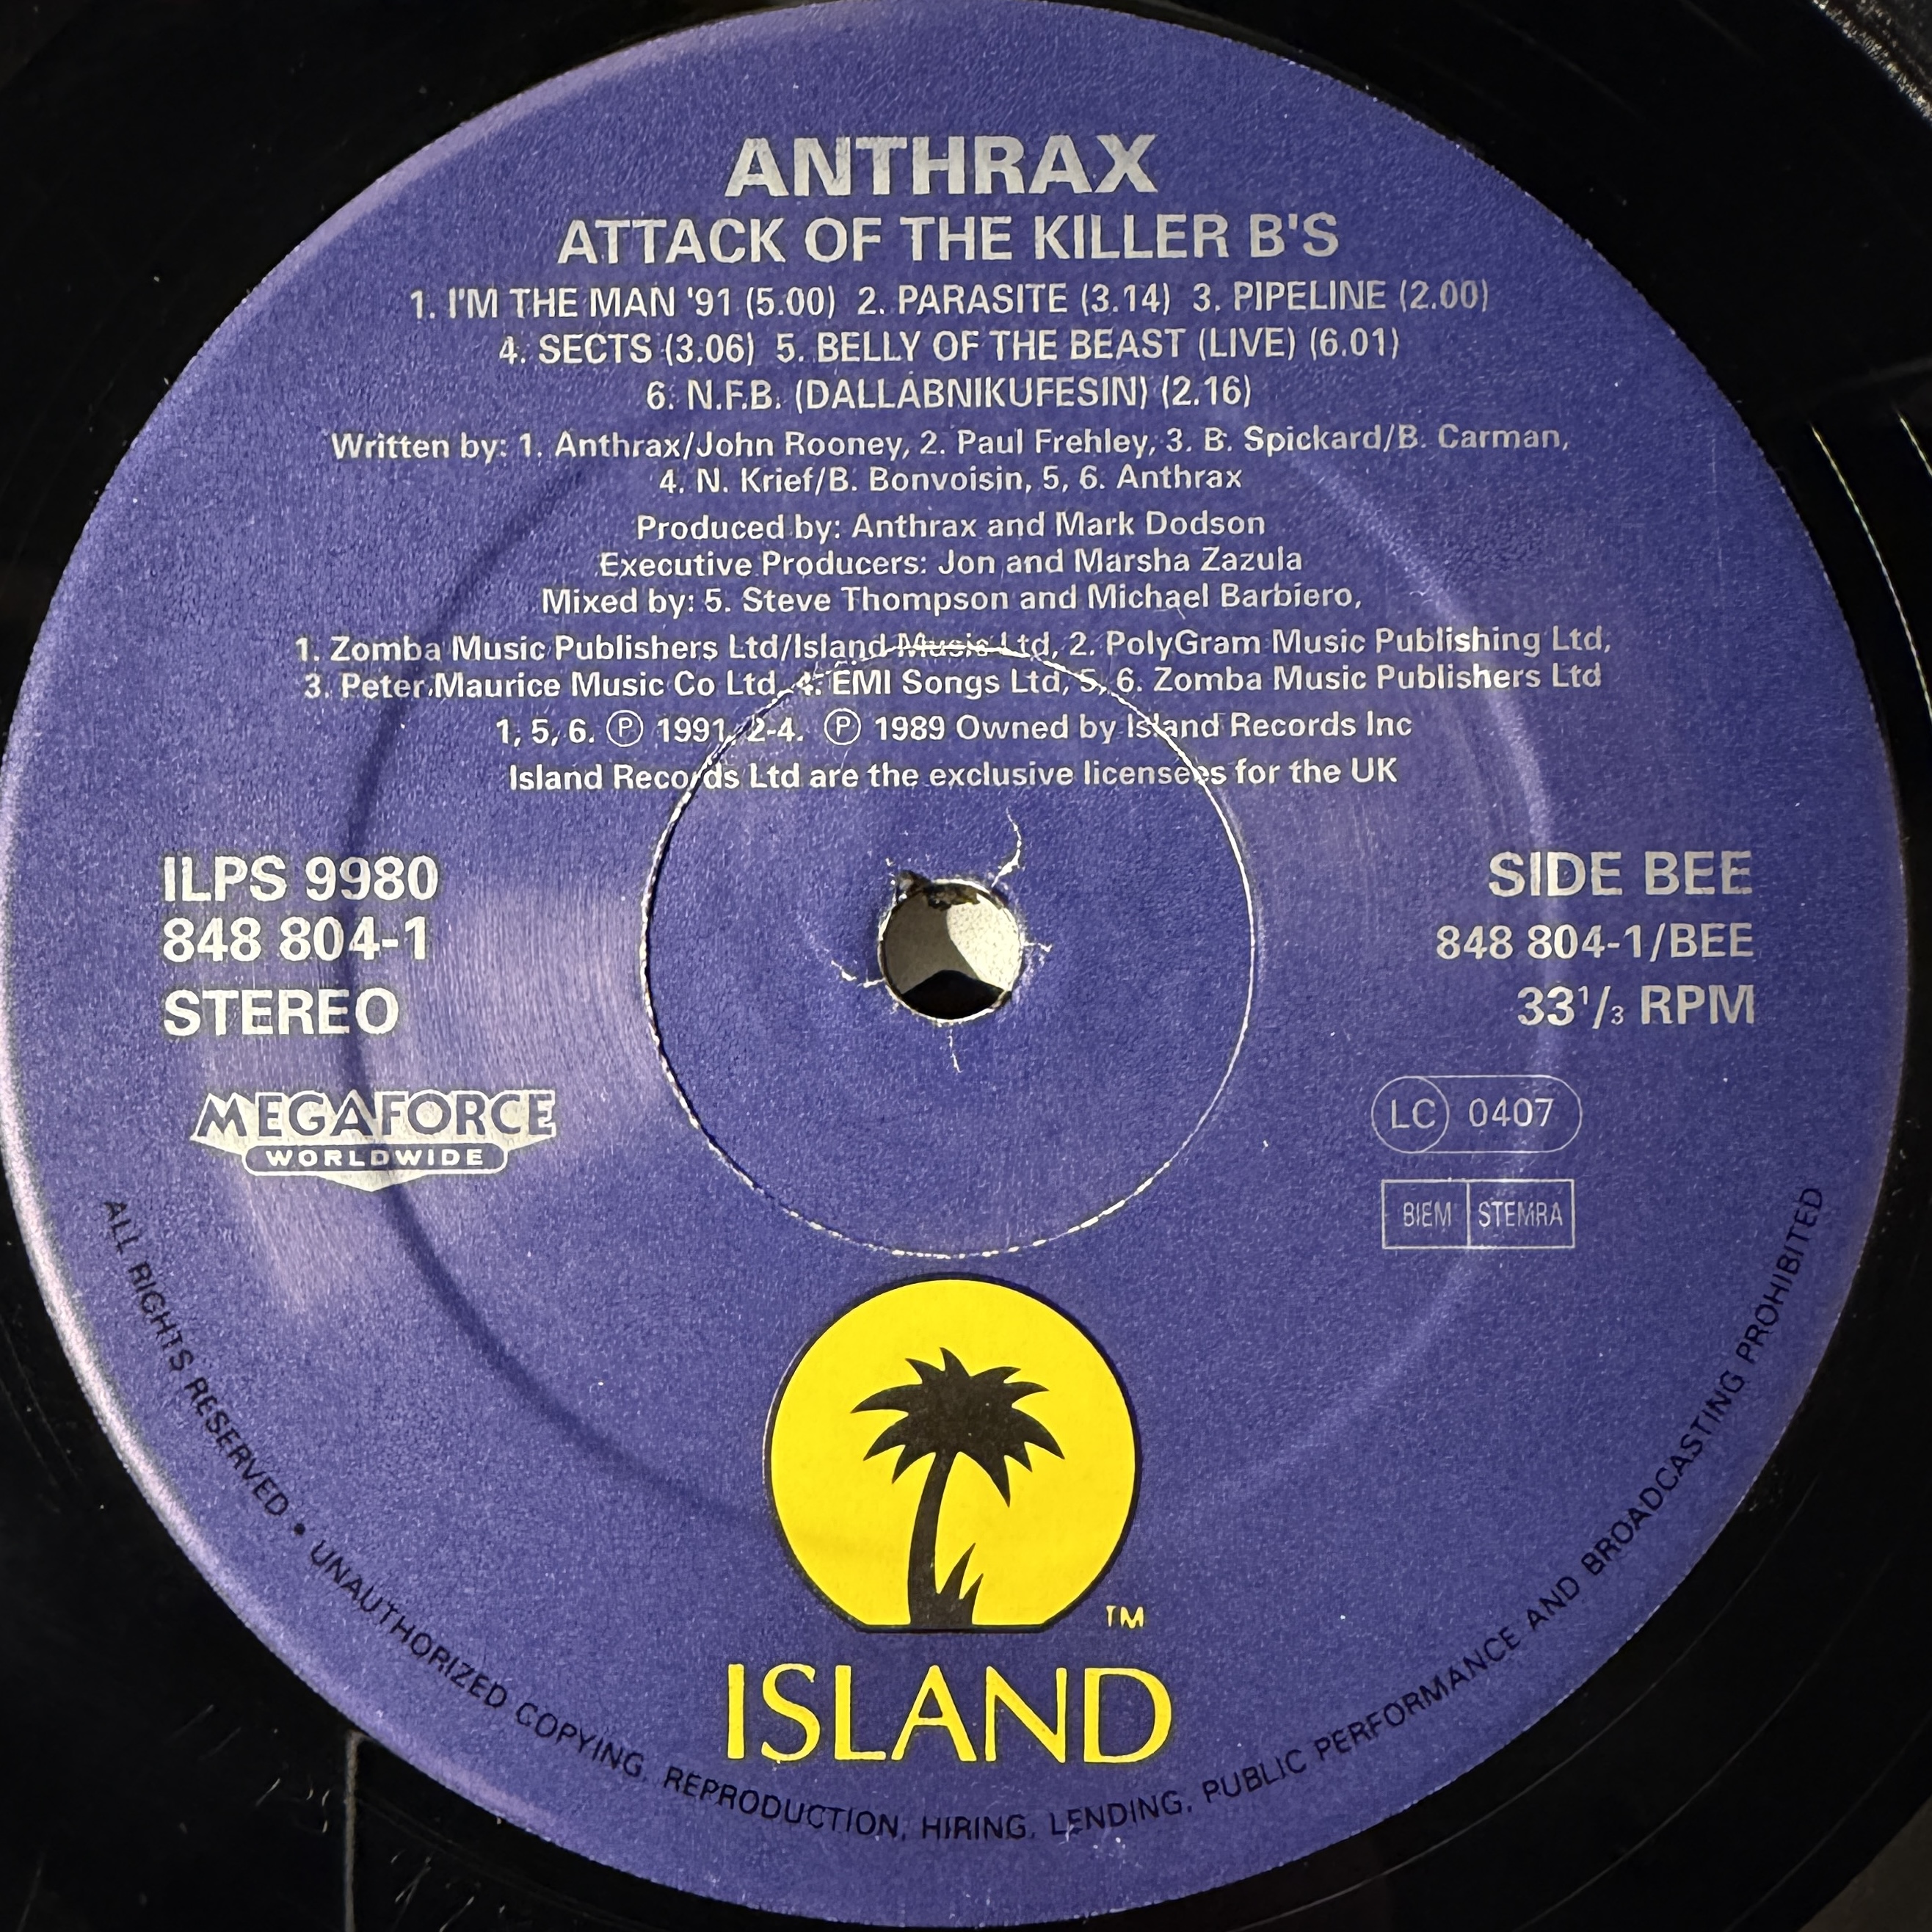 ANTHRAX
ATTACK OF THE KILLER B'S
1. I'M THE MAN '91 (5.00) 2. PARASITE (3.14) 3. PIPELINE (2.00)
4. SECTS (3.06) 5. BELLY OF THE BEAST (LIVE) (6.01)
6. N.F.B. (DALLABNIKUFESIN) (2.16)
Written by: 1. Anthrax/John Rooney, 2. Paul Frehley, 3. B. Spickard/B. Carman,
4. N. Krief/B. Bonvoisin, 5, 6. Anthrax
Produced by: Anthrax and Mark Dodson
Executive Producers: Jon and Marsha Zazula
Mixed by: 5. Steve Thompson and Michael Barbiero,
1. Zomba Music Publishers Ltd/Island Music Ltd, 2. PolyGram Music Publishing Ltd,
3. Peter Maurice Music Co Ltd, 4. EMI Songs Ltd, 5, 6. Zomba Music Publishers Ltd
1, 5, 6. Ⓟ 1991, 2-4. Ⓟ 1989 Owned by Island Records Inc
Island Records Ltd are the exclusive licensees for the UK
ILPS 9980
848 804-1
STEREO
MEGAFORCE
WORLDWIDE
SIDE BEE
848 804-1/BEE
33 1/3 RPM
LC 0407
BIEM STEMRA
TM
ISLAND
ALL RIGHTS RESERVED • UNAUTHORIZED COPYING, REPRODUCTION, HIRING, LENDING, PUBLIC PERFORMANCE AND BROADCASTING PROHIBITED